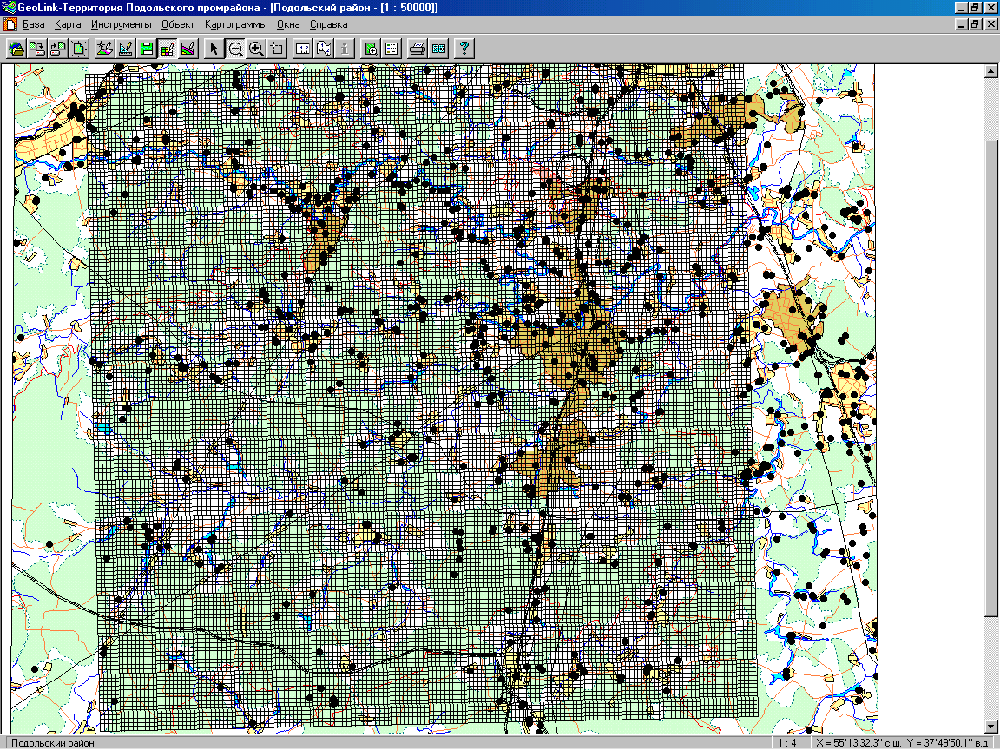 GeoLink-Территория Подольского промрайона - [Подольский район - [1 : 50000]]
База Карта Инструменты Объект Картограммы Окна Справка
Подольский район 1 : 4 X = 55°13'32.3" с.ш. Y = 37°49'50.1" в.д